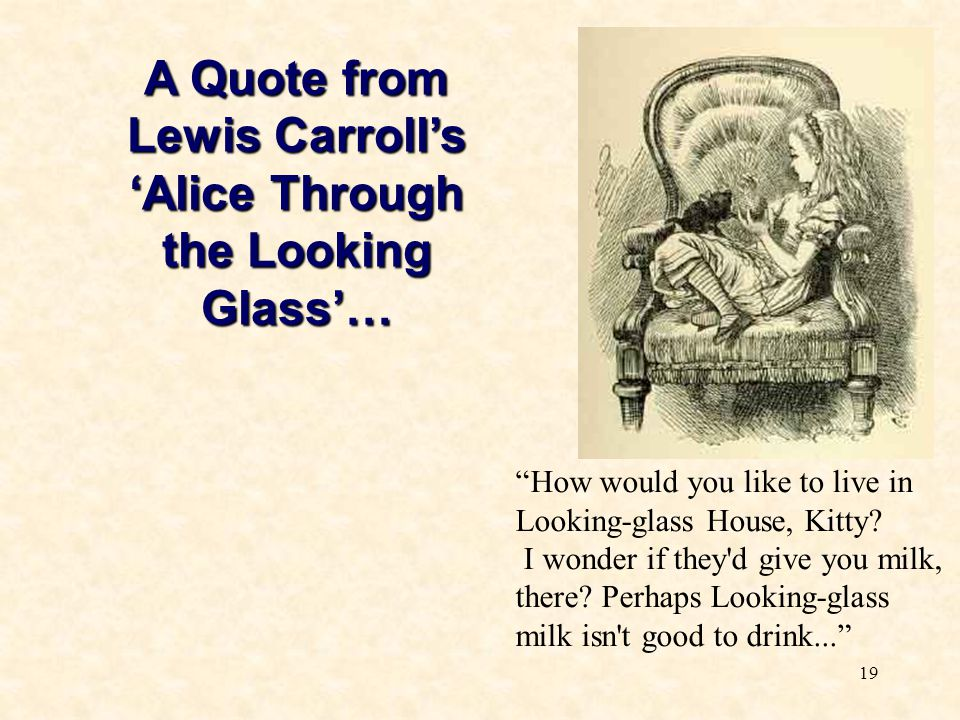 A Quote from
Lewis Carroll’s
‘Alice Through
the Looking
Glass’…
“How would you like to live in
Looking-glass House, Kitty?
I wonder if they'd give you milk,
there? Perhaps Looking-glass
milk isn't good to drink...”
19